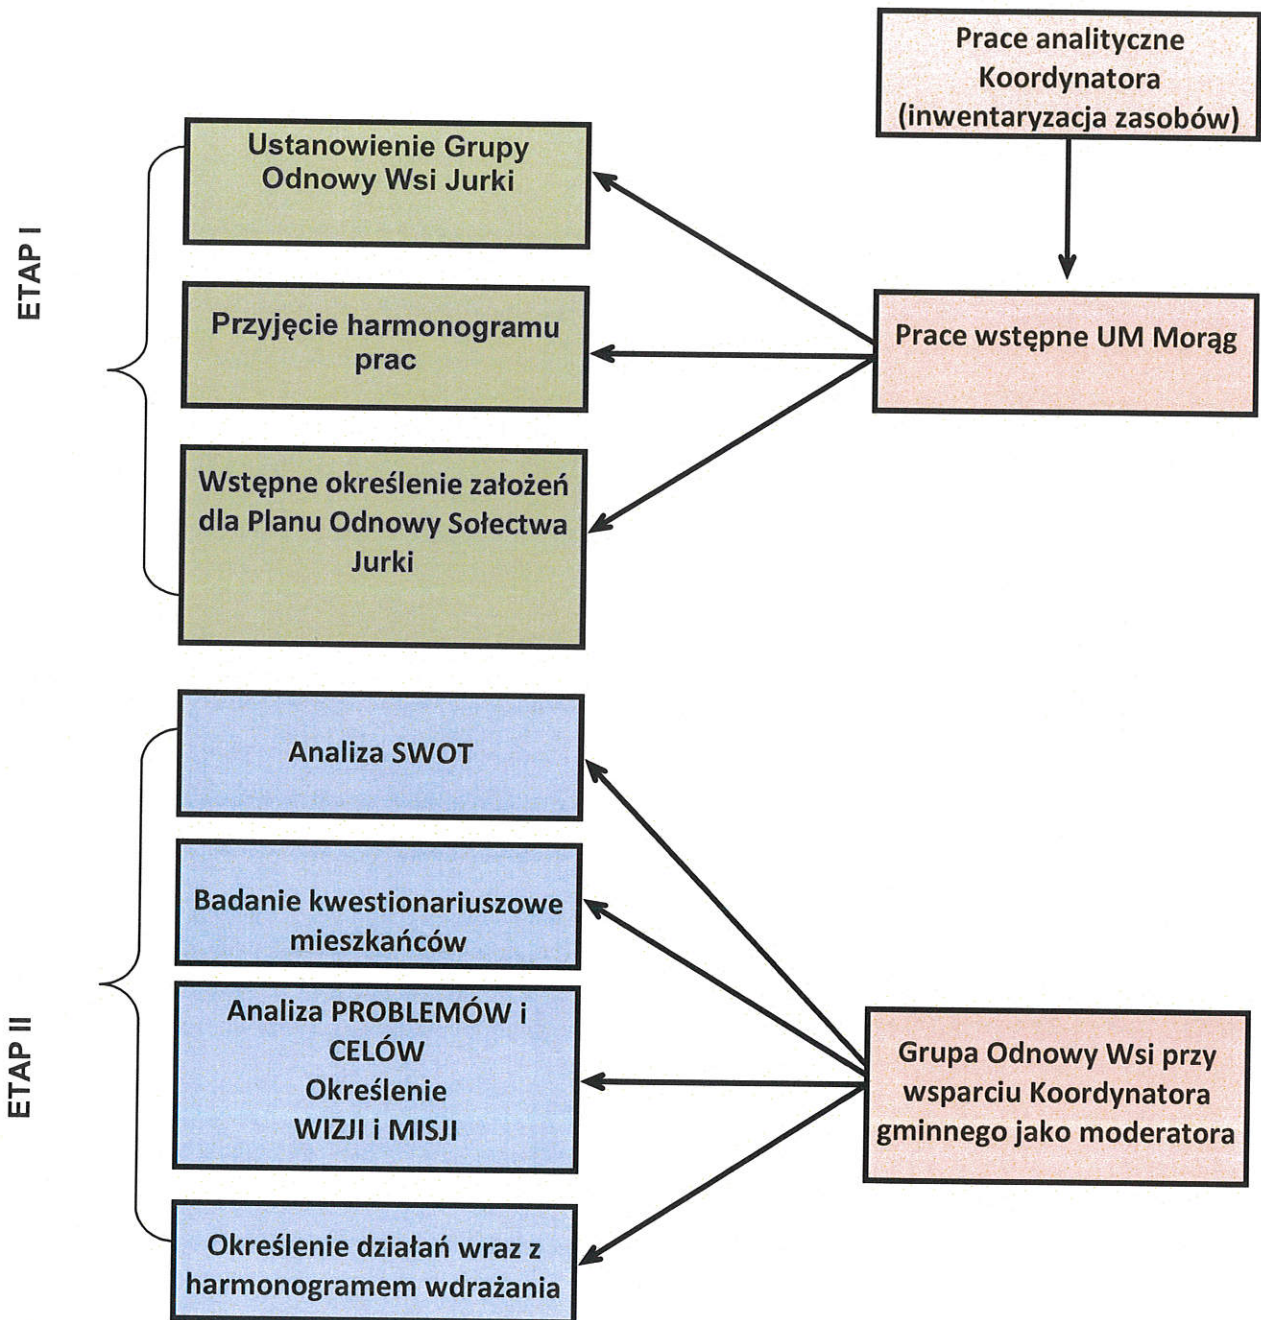 Prace analityczne
Koordynatora
(inwentaryzacja zasobów)
ETAP I
Ustanowienie Grupy
Odnowy Wsi Jurki
Przyjęcie harmonogramu
prac
Prace wstępne UM Morąg
Wstępne określenie założeń
dla Planu Odnowy Sołectwa
Jurki
ETAP II
Analiza SWOT
Badanie kwestionariuszowe
mieszkańców
Analiza PROBLEMÓW i
CELÓW
Określenie
WIZJI i MISJI
Grupa Odnowy Wsi przy
wsparciu Koordynatora
gminnego jako moderatora
Określenie działań wraz z
harmonogramem wdrażania